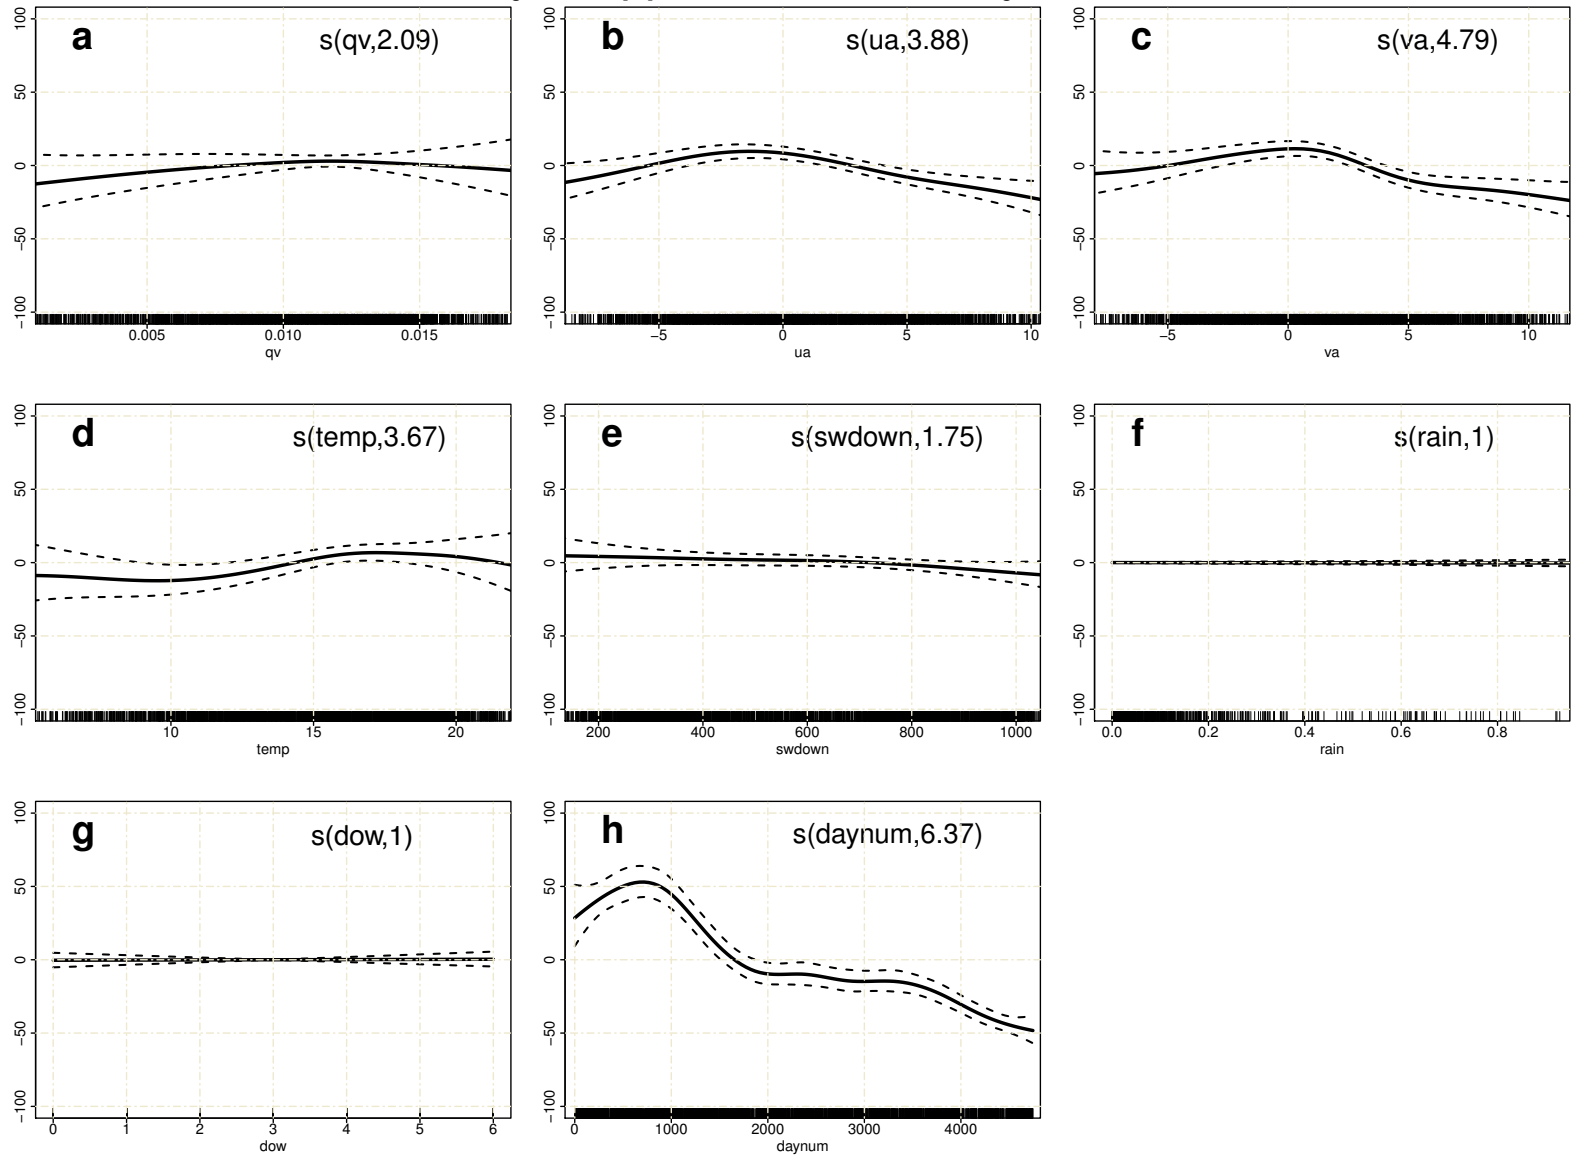 a s(qv,2.09)
100
50
0
−50
−100
0.005 0.010 0.015
qv
b s(ua,3.88)
100
50
0
−50
−100
−5 0 5 10
ua
c s(va,4.79)
100
50
0
−50
−100
−5 0 5 10
va
d s(temp,3.67)
100
50
0
−50
−100
10 15 20
temp
e s(swdown,1.75)
100
50
0
−50
−100
200 400 600 800 1000
swdown
f s(rain,1)
100
50
0
−50
−100
0.0 0.2 0.4 0.6 0.8
rain
g s(dow,1)
100
50
0
−50
−100
0 1 2 3 4 5 6
dow
h s(daynum,6.37)
100
50
0
−50
−100
0 1000 2000 3000 4000
daynum